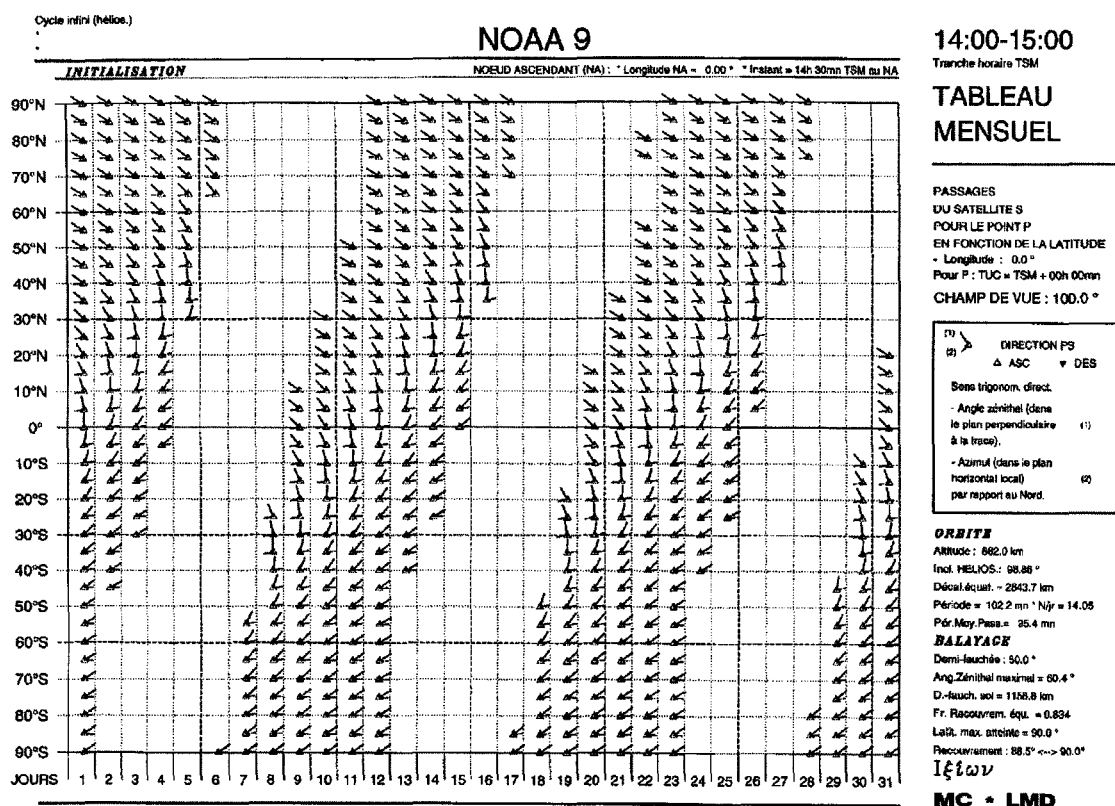 Cycle infini (hélios.)
NOAA 9
INITIALISATION
NOEUD ASCENDANT (NA) : * Longitude NA = 0.00 ° * Instant = 14h 30mn TSM au NA
90°N
80°N
70°N
60°N
50°N
40°N
30°N
20°N
10°N
0°
10°S
20°S
30°S
40°S
50°S
60°S
70°S
80°S
90°S
JOURS 1 2 3 4 5 6 7 8 9 10 11 12 13 14 15 16 17 18 19 20 21 22 23 24 25 26 27 28 29 30 31
14:00-15:00
Tranche horaire TSM
TABLEAU
MENSUEL
PASSAGES
DU SATELLITE S
POUR LE POINT P
EN FONCTION DE LA LATITUDE
- Longitude : 0.0 °
Pour P : TUC = TSM + 00h 00mn
CHAMP DE VUE : 100.0 °
(1)
(2)
DIRECTION PS
△ ASC ▼ DES
Sens trigonom. direct.
- Angle zénithal (dans
le plan perpendiculaire (1)
à la trace).
- Azimut (dans le plan
horizontal local) (2)
par rapport au Nord.
ORBITE
Altitude : 862.0 km
Incl. HELIOS.: 98.86 °
Décal.équat. - 2843.7 km
Période = 102.2 mn * N/jr = 14.05
Pér.Moy.Pass.= 25.4 mn
BALAYAGE
Demi-fauchée : 50.0 °
Ang.Zénithal maximal = 60.4 °
D.-fauch. sol = 1158.8 km
Fr. Recouvrem. équ. = 0.834
Latit. max. atteinte = 90.0 °
Recouvrement : 88.5° <--> 90.0°
Ιξίων
MC * LMD